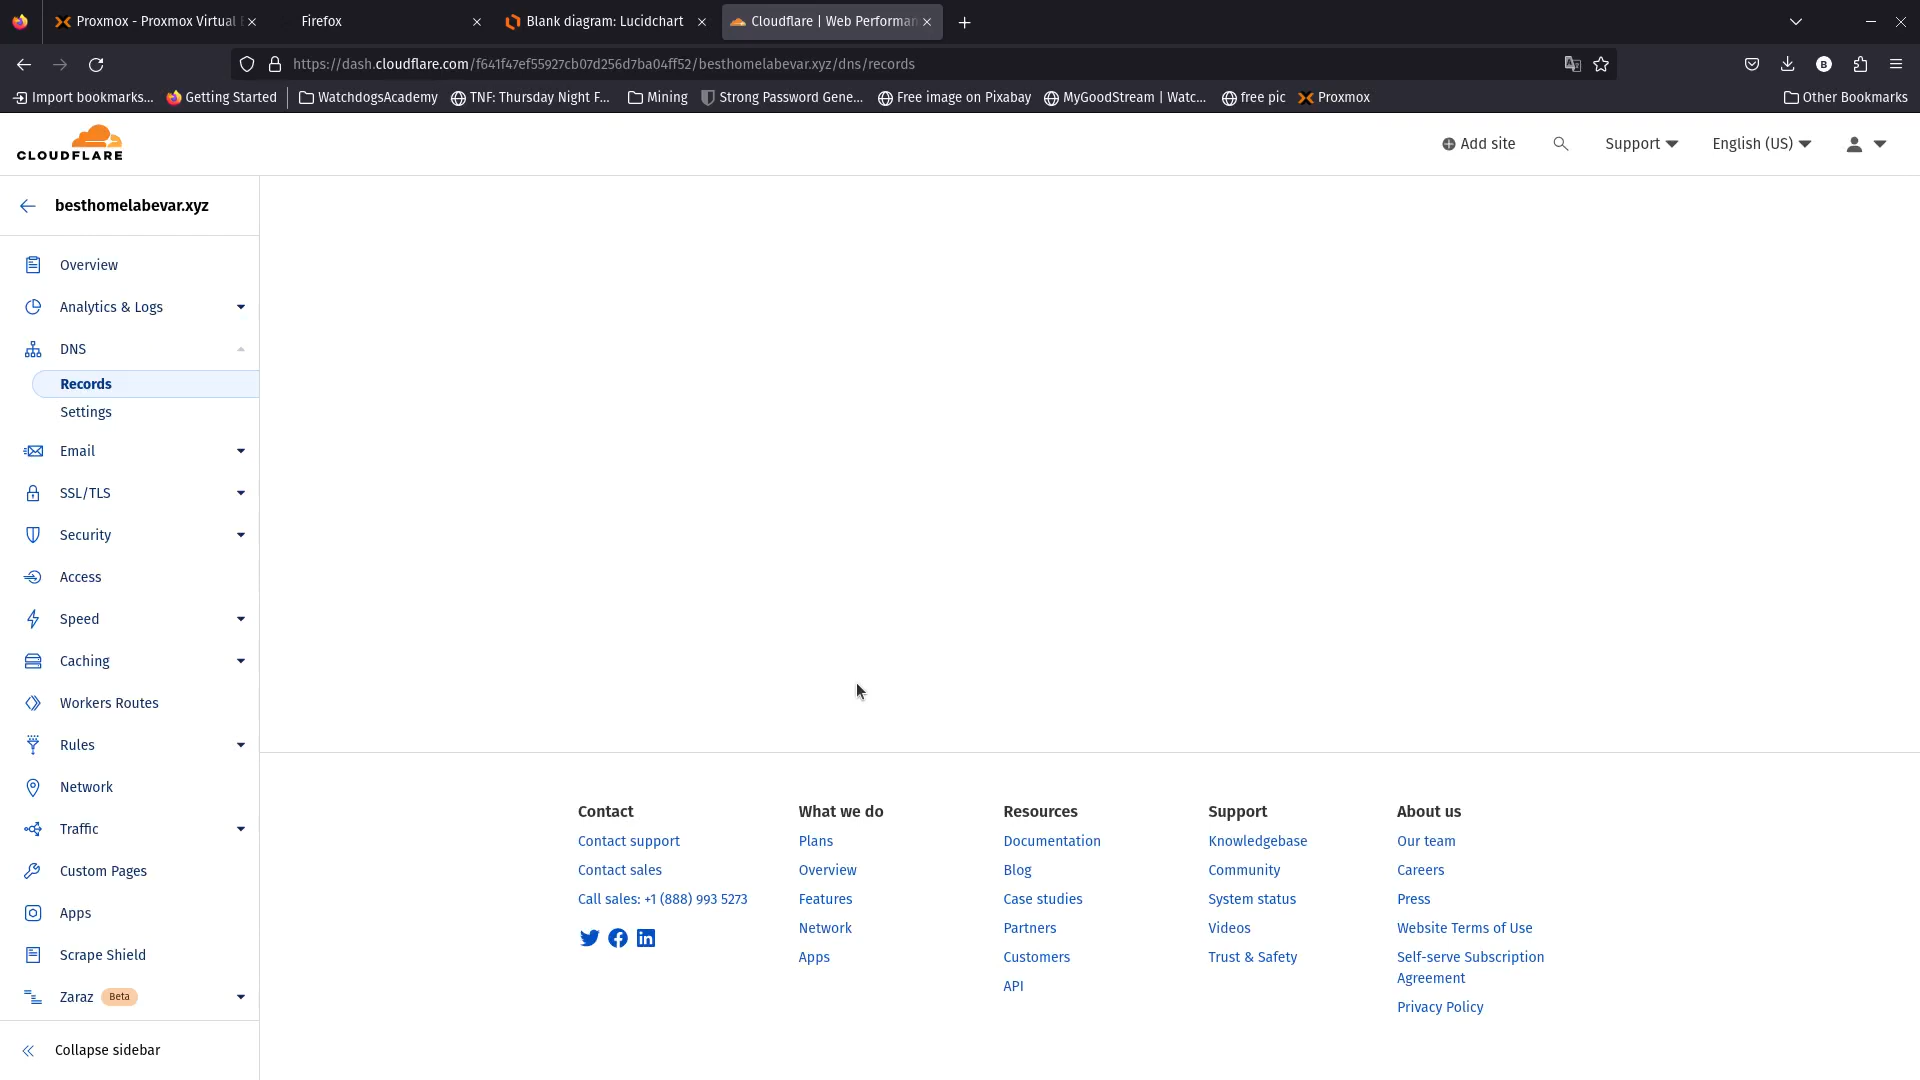 Proxmox - Proxmox Virtual E
Firefox
Blank diagram: Lucidchart
Cloudflare | Web Performan
https://dash.cloudflare.com/f641f47ef55927cb07d256d7ba04ff52/besthomelabevar.xyz/dns/records
B
Import bookmarks...
Getting Started
WatchdogsAcademy
TNF: Thursday Night F...
Mining
Strong Password Gene...
Free image on Pixabay
MyGoodStream | Watc...
free pic
Proxmox
Other Bookmarks
CLOUDFLARE
Add site
Support
English (US)
besthomelabevar.xyz
Overview
Analytics & Logs
DNS
Records
Settings
Email
SSL/TLS
Security
Access
Speed
Caching
Workers Routes
Rules
Network
Traffic
Custom Pages
Apps
Scrape Shield
Zaraz Beta
Collapse sidebar
Contact
Contact support
Contact sales
Call sales: +1 (888) 993 5273
What we do
Plans
Overview
Features
Network
Apps
Resources
Documentation
Blog
Case studies
Partners
Customers
API
Support
Knowledgebase
Community
System status
Videos
Trust & Safety
About us
Our team
Careers
Press
Website Terms of Use
Self-serve Subscription
Agreement
Privacy Policy